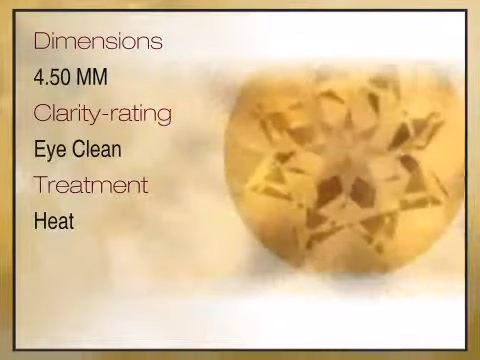 Dimensions
4.50 MM
Clarity-rating
Eye Clean
Treatment
Heat